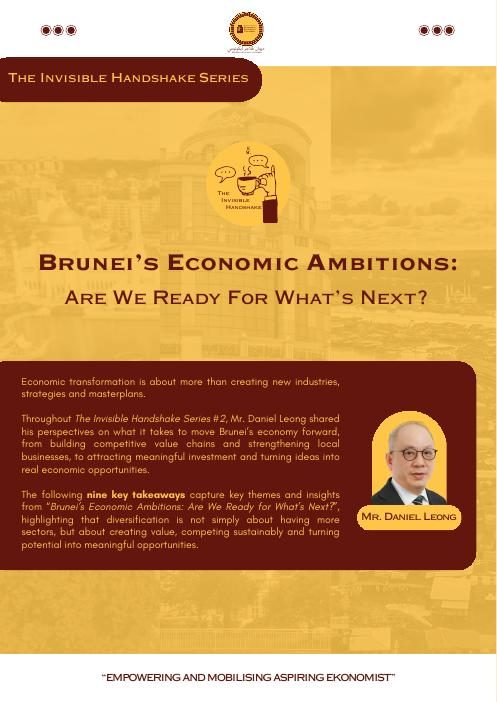 THE INVISIBLE HANDSHAKE SERIES
THE
INVISIBLE
HANDSHAKE
BRUNEI'S ECONOMIC AMBITIONS:
ARE WE READY FOR WHAT'S NEXT?
Economic transformation is about more than creating new industries,
strategies and masterplans.
Throughout The Invisible Handshake Series #2, Mr. Daniel Leong shared
his perspectives on what it takes to move Brunei's economy forward,
from building competitive value chains and strengthening local
businesses, to attracting meaningful investment and turning ideas into
real economic opportunities.
The following nine key takeaways capture key themes and insights
from "Brunei's Economic Ambitions: Are We Ready for What's Next?",
highlighting that diversification is not simply about having more
sectors, but about creating value, competing sustainably and turning
potential into meaningful opportunities.
MR. DANIEL LEONG
"EMPOWERING AND MOBILISING ASPIRING EKONOMIST"